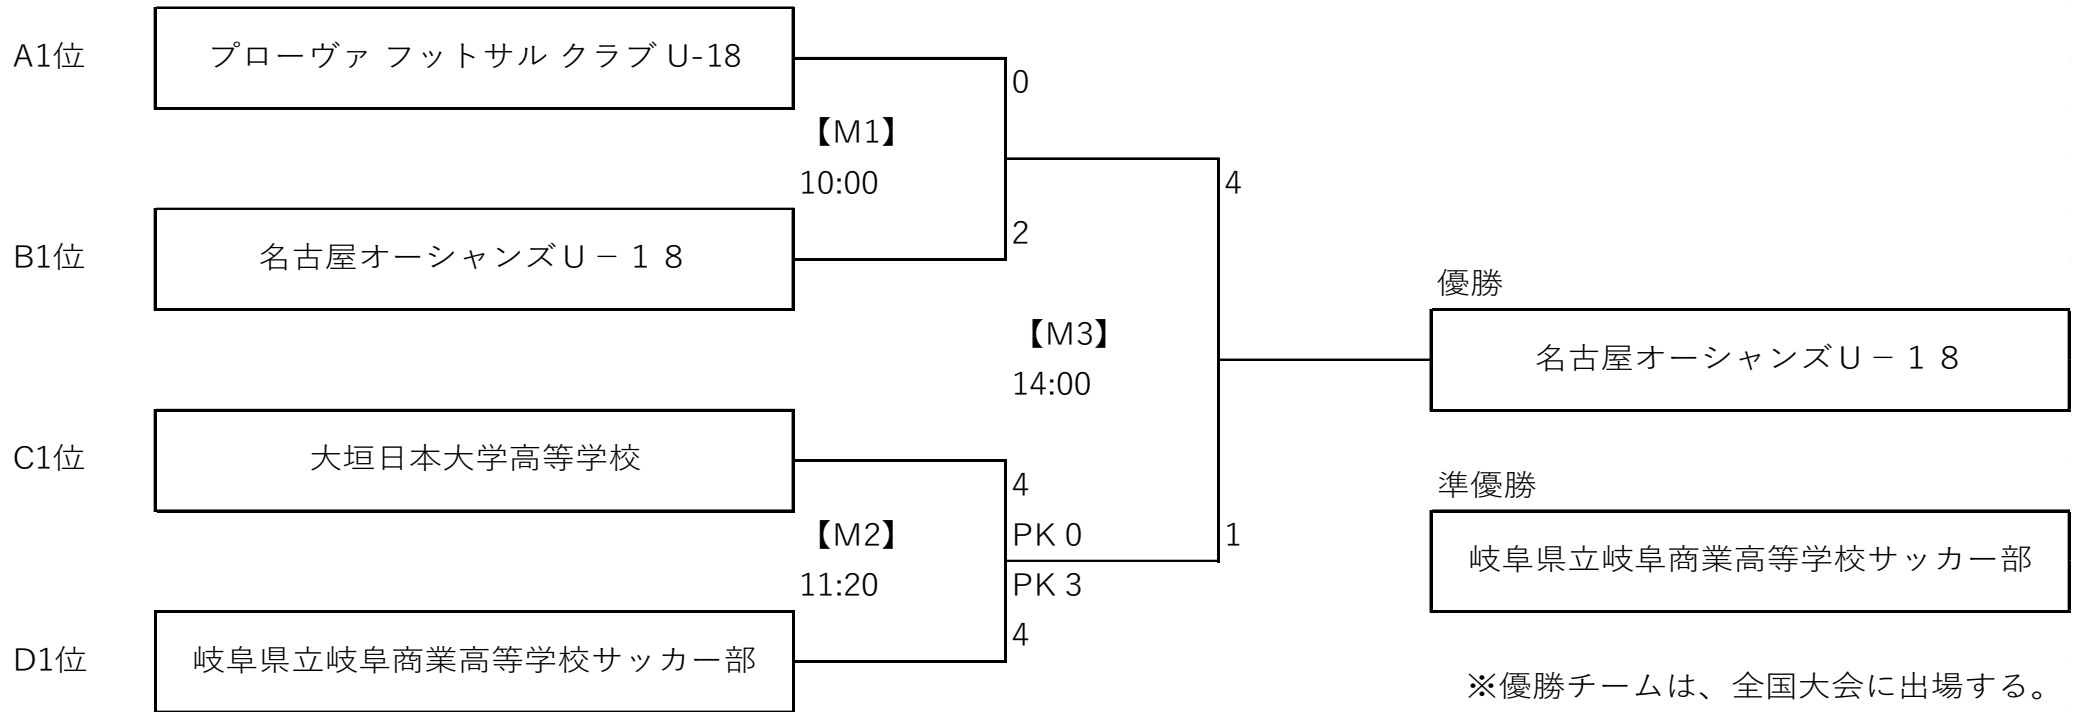 A1位
プローヴァ フットサル クラブ U-18
0
【M1】
10:00
4
2
B1位
名古屋オーシャンズＵ－１８
優勝
【M3】
名古屋オーシャンズＵ－１８
14:00
C1位
大垣日本大学高等学校
4
準優勝
【M2】
PK 0
1
岐阜県立岐阜商業高等学校サッカー部
11:20
PK 3
4
D1位
岐阜県立岐阜商業高等学校サッカー部
※優勝チームは、全国大会に出場する。